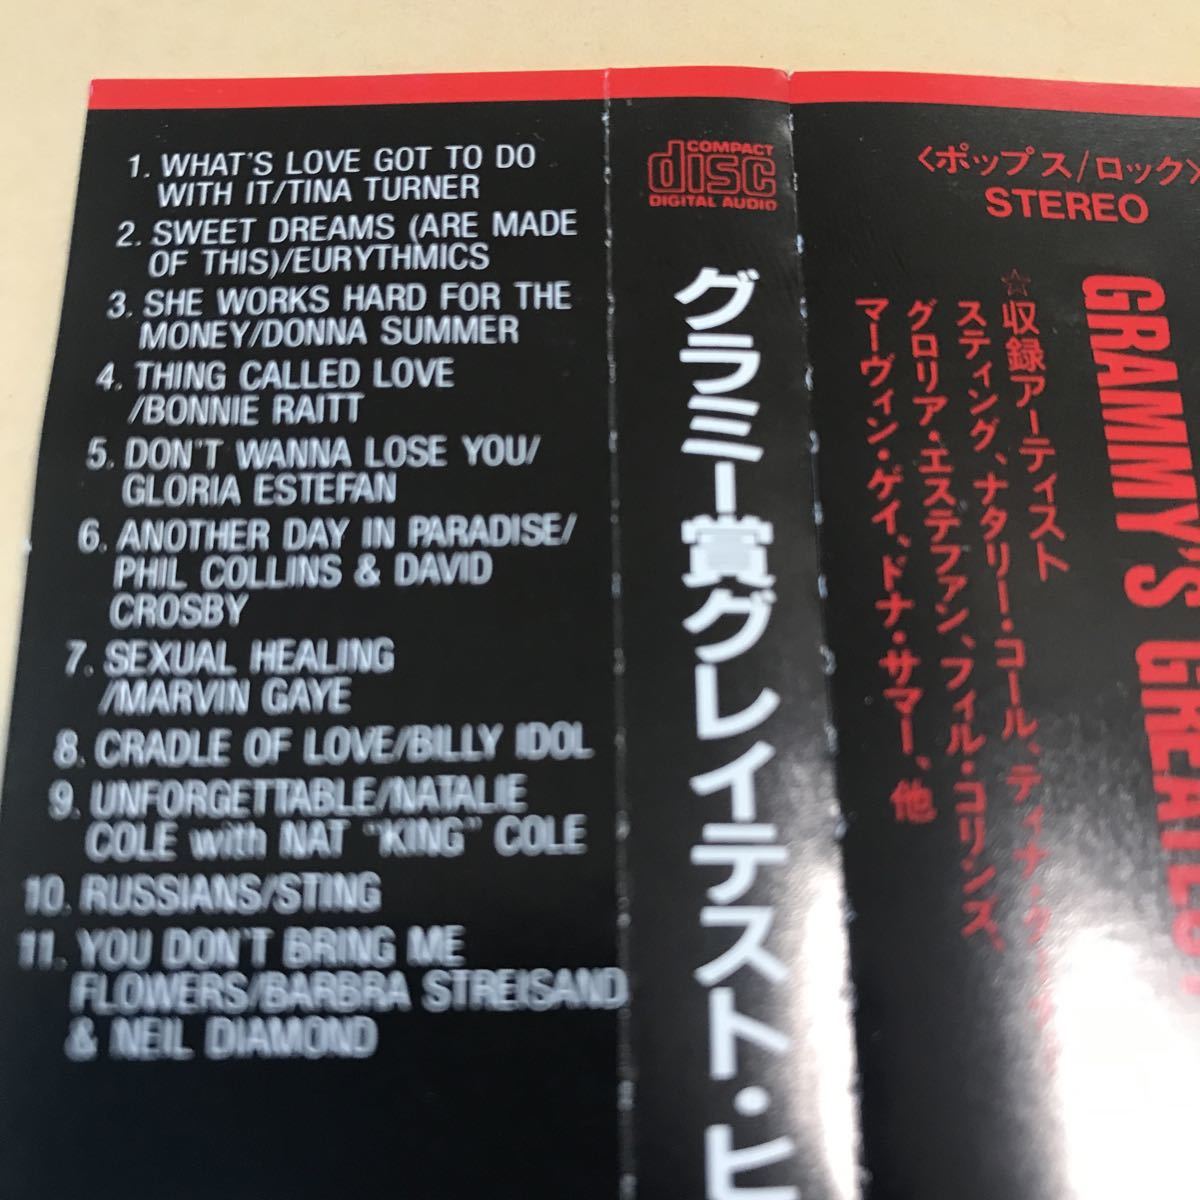 1. WHAT'S LOVE GOT TO DO
WITH IT/TINA TURNER
2. SWEET DREAMS (ARE MADE
OF THIS)/EURYTHMICS
3. SHE WORKS HARD FOR THE
MONEY/DONNA SUMMER
4. THING CALLED LOVE
/BONNIE RAITT
5. DON'T WANNA LOSE YOU/
GLORIA ESTEFAN
6. ANOTHER DAY IN PARADISE/
PHIL COLLINS & DAVID
CROSBY
7. SEXUAL HEALING
/MARVIN GAYE
8. CRADLE OF LOVE/BILLY IDOL
9. UNFORGETTABLE/NATALIE
COLE with NAT "KING" COLE
10. RUSSIANS/STING
11. YOU DON'T BRING ME
FLOWERS/BARBRA STREISAND
& NEIL DIAMOND
COMPACT
disc
DIGITAL AUDIO
グラミー賞グレイテスト・ヒ
〈ポップス/ロック〉
STEREO
GRAMMY'S GREATEST
☆収録アーティスト
スティング、ナタリー・コール、ティナ・
グロリア・エステファン、フィル・コリンズ、
マーヴィン・ゲイ、ドナ・サマー、他